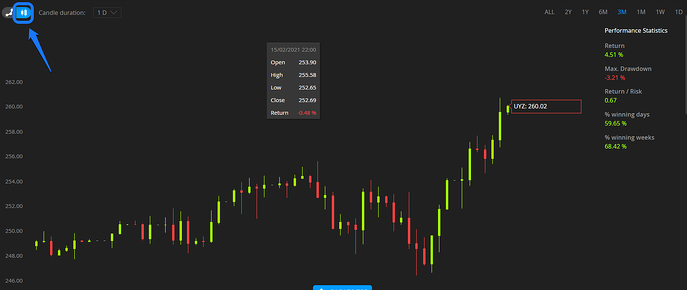 Candle duration: 1 D
ALL 2Y 1Y 6M 3M 1M 1W 1D
Performance Statistics
Return
4.51 %
Max. Drawdown
-3.21 %
Return / Risk
0.67
% winning days
59.65 %
% winning weeks
68.42 %
15/02/2021 22:00
Open 253.90
High 255.58
Low 252.65
Close 252.69
Return -0.48 %
UYZ: 260.02
262.00
260.00
258.00
256.00
254.00
252.00
250.00
248.00
246.00